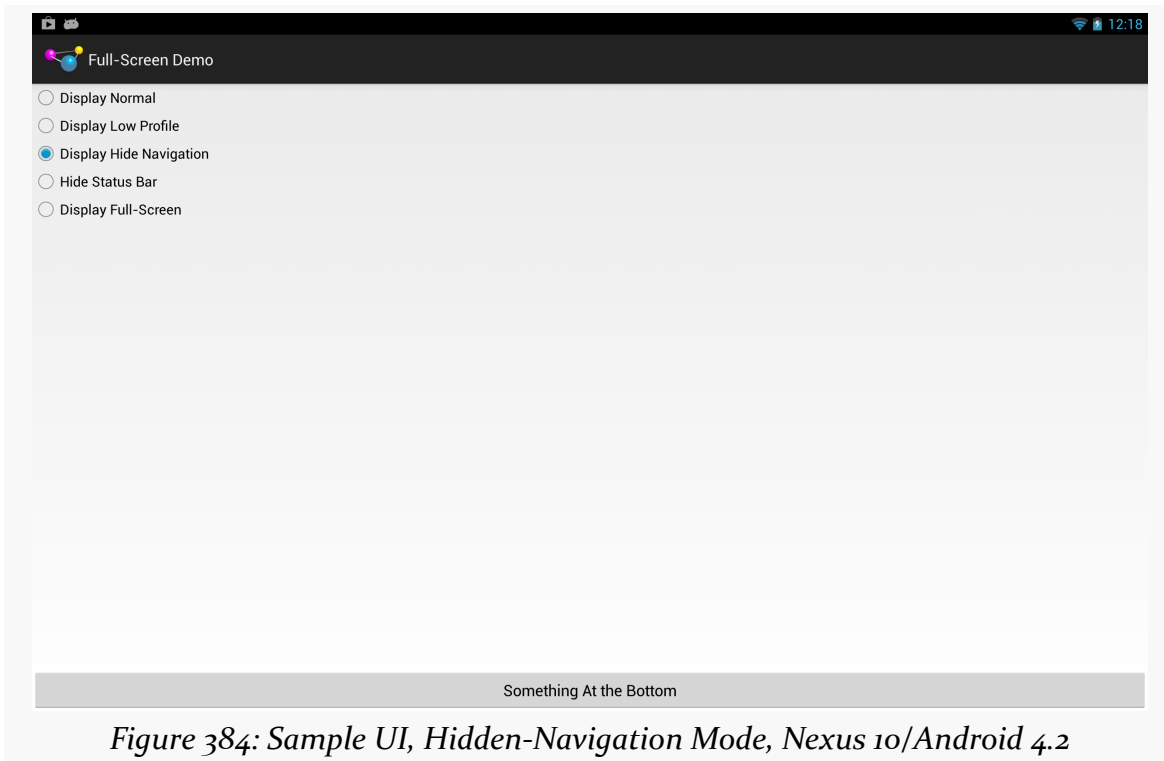 12:18
Full-Screen Demo
Display Normal
Display Low Profile
Display Hide Navigation
Hide Status Bar
Display Full-Screen
Something At the Bottom
Figure 384: Sample UI, Hidden-Navigation Mode, Nexus 10/Android 4.2